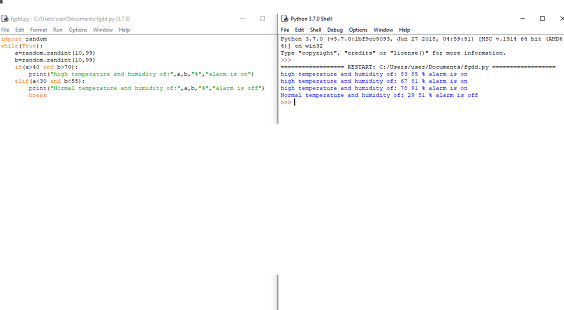 fgdd.py - C:/Users/user/Documents/fgdd.py (3.7.0)
File Edit Format Run Options Window Help
import random
while(True):
    a=random.randint(10,99)
    b=random.randint(10,99)
    if(a>40 and b>70):
        print("high temperature and humidity of:",a,b,"%","alarm is on")
    elif(a<30 and b<55):
        print("Normal temperature and humidity of:",a,b,"%","alarm is off")
        break
Python 3.7.0 Shell
File Edit Shell Debug Options Window Help
Python 3.7.0 (v3.7.0:1bf9cc5093, Jun 27 2018, 04:59:51) [MSC v.1914 64 bit (AMD6
4)] on win32
Type "copyright", "credits" or "license()" for more information.
>>>
=================== RESTART: C:/Users/user/Documents/fgdd.py ===================
high temperature and humidity of: 83 85 % alarm is on
high temperature and humidity of: 67 81 % alarm is on
high temperature and humidity of: 78 91 % alarm is on
Normal temperature and humidity of: 29 51 % alarm is off
>>>